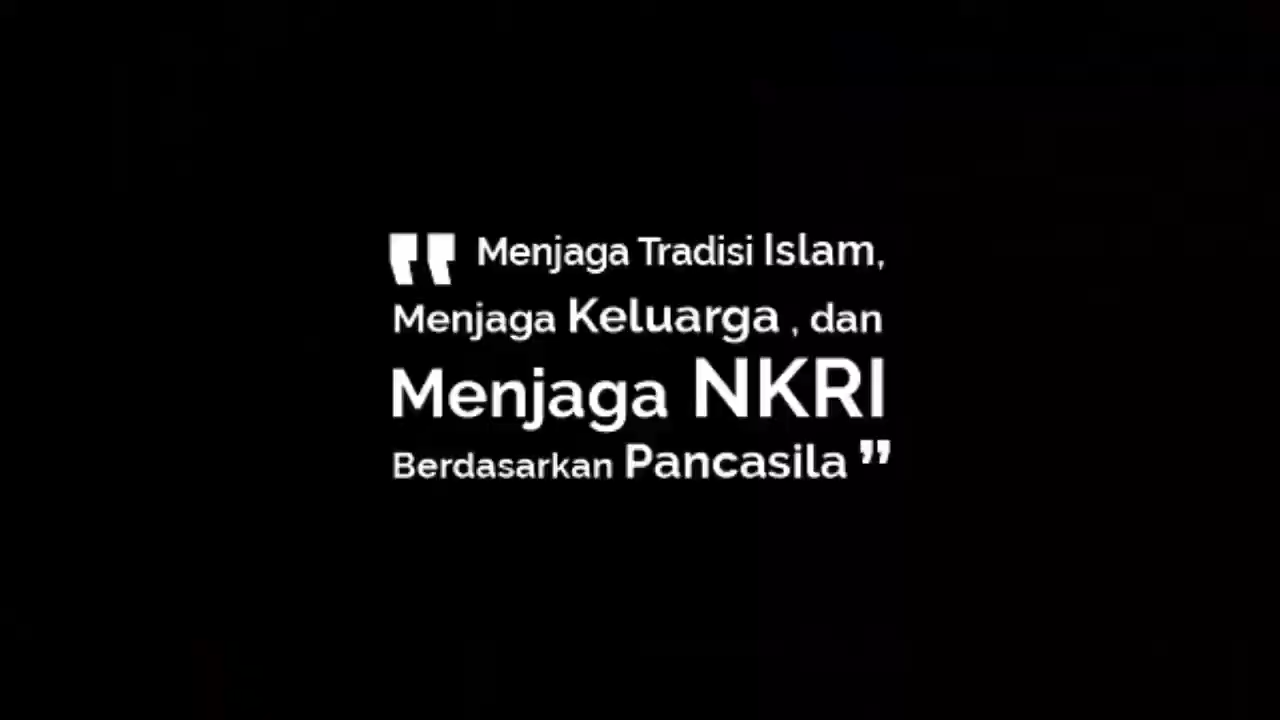 "Menjaga Tradisi Islam,
Menjaga Keluarga , dan
Menjaga NKRI
Berdasarkan Pancasila"